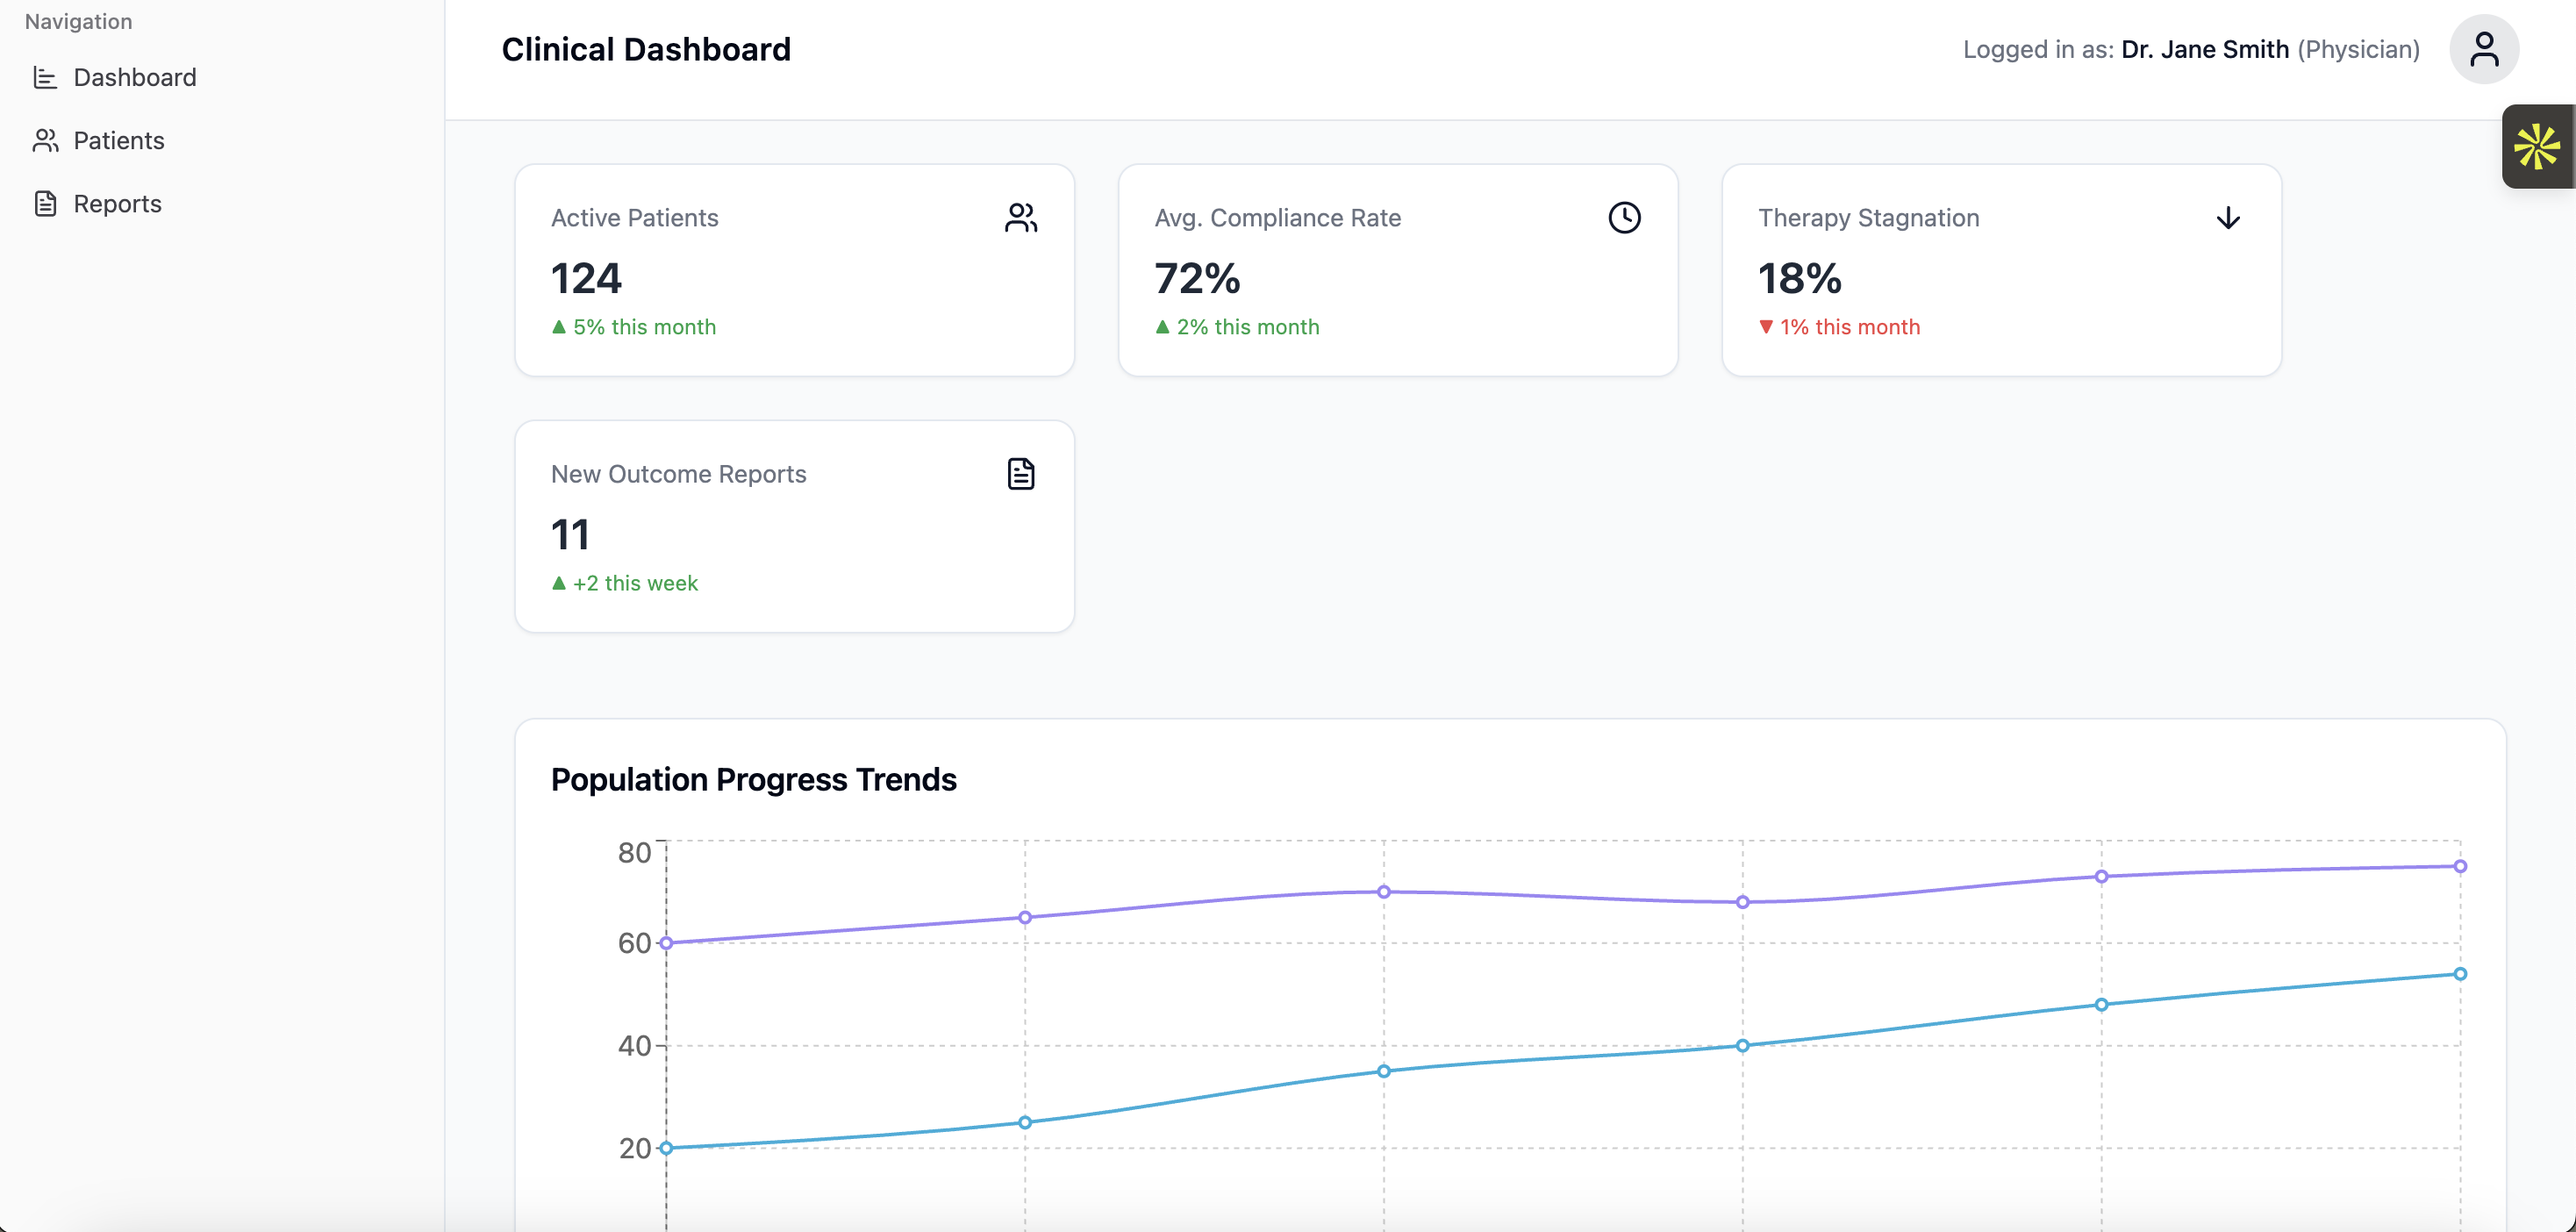 Navigation
Dashboard
Patients
Reports
Clinical Dashboard
Logged in as: Dr. Jane Smith (Physician)
Active Patients
124
▲ 5% this month
Avg. Compliance Rate
72%
▲ 2% this month
Therapy Stagnation
18%
▼ 1% this month
New Outcome Reports
11
▲ +2 this week
Population Progress Trends
80
60
40
20